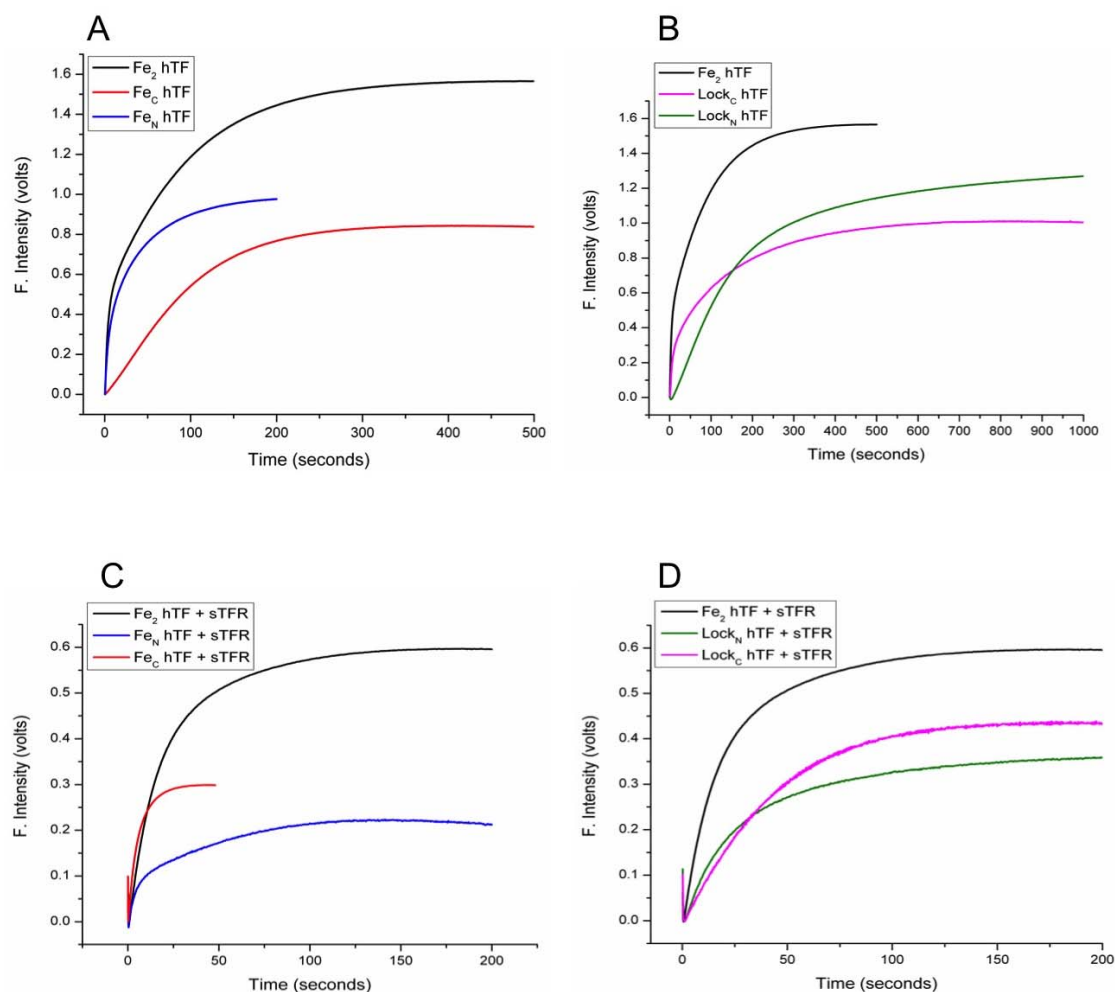 A
Fe2 hTF
FeC hTF
FeN hTF
1.6
1.4
1.2
1.0
0.8
0.6
0.4
0.2
0.0
F. Intensity (volts)
0 100 200 300 400 500
Time (seconds)
B
Fe2 hTF
LockC hTF
LockN hTF
1.6
1.4
1.2
1.0
0.8
0.6
0.4
0.2
0.0
F. Intensity (volts)
0 100 200 300 400 500 600 700 800 900 1000
Time (seconds)
C
Fe2 hTF + sTFR
FeN hTF + sTFR
FeC hTF + sTFR
0.6
0.5
0.4
0.3
0.2
0.1
0.0
F. Intensity (volts)
0 50 100 150 200
Time (seconds)
D
Fe2 hTF + sTFR
LockN hTF + sTFR
LockC hTF + sTFR
0.6
0.5
0.4
0.3
0.2
0.1
0.0
F. Intensity (volts)
0 50 100 150 200
Time (seconds)